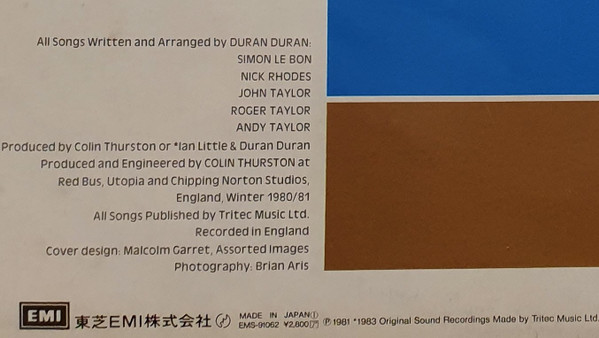 All Songs Written and Arranged by DURAN DURAN:
SIMON LE BON
NICK RHODES
JOHN TAYLOR
ROGER TAYLOR
ANDY TAYLOR
Produced by Colin Thurston or *Ian Little & Duran Duran
Produced and Engineered by COLIN THURSTON at
Red Bus, Utopia and Chipping Norton Studios,
England, Winter 1980/81
All Songs Published by Tritec Music Ltd.
Recorded in England
Cover design: Malcolm Garret, Assorted Images
Photography: Brian Aris
EMI 東芝EMI株式会社
MADE IN JAPAN
EMS-91062 ¥2,800
Ⓟ1981 *1983 Original Sound Recordings Made by Tritec Music Ltd.